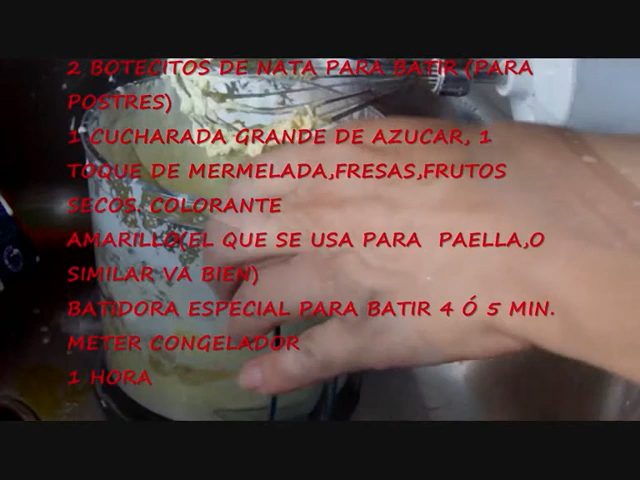 2 BOTECITOS DE NATA PARA BATIR (PARA
POSTRES)
1 CUCHARADA GRANDE DE AZUCAR, 1
TOQUE DE MERMELADA,FRESAS,FRUTOS
SECOS. COLORANTE
AMARILLO(EL QUE SE USA PARA PAELLA,O
SIMILAR VA BIEN)
BATIDORA ESPECIAL PARA BATIR 4 Ó 5 MIN.
METER CONGELADOR
1 HORA